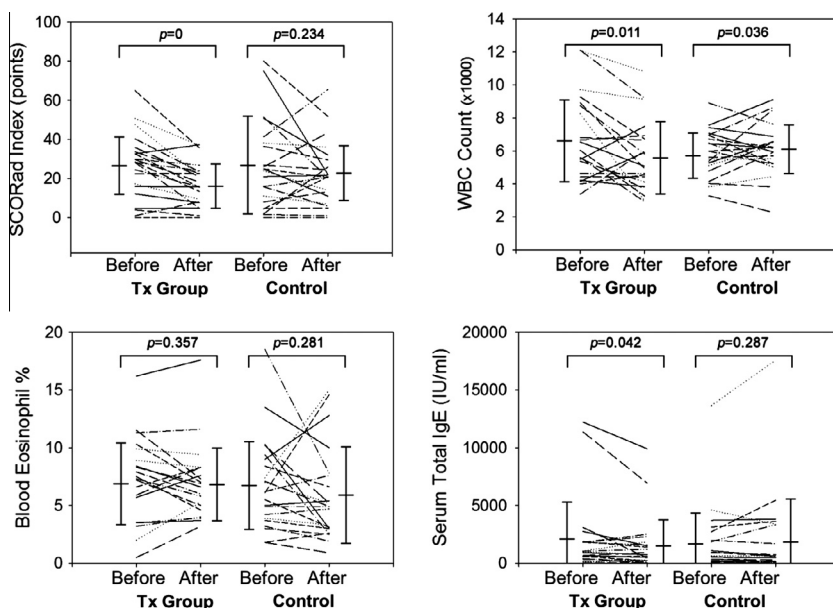 SCORad Index (points)
100
80
60
40
20
0
p=0
p=0.234
Before After Before After
Tx Group Control
WBC Count (x1000)
14
12
10
8
6
4
2
0
p=0.011
p=0.036
Before After Before After
Tx Group Control
Blood Eosinophil %
20
15
10
5
0
p=0.357
p=0.281
Before After Before After
Tx Group Control
Serum Total IgE (IU/ml)
20000
15000
10000
5000
0
p=0.042
p=0.287
Before After Before After
Tx Group Control